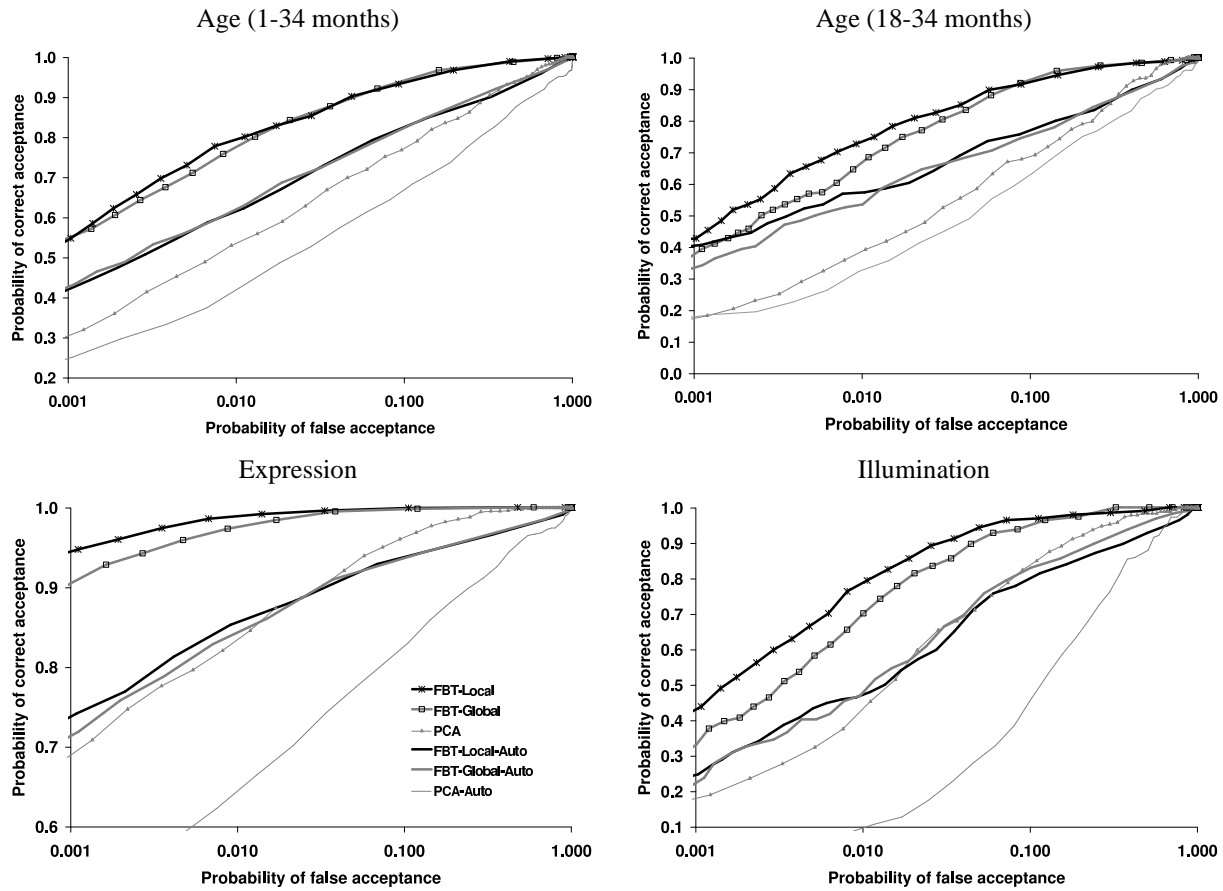 Age (1-34 months)
1.0
0.9
0.8
0.7
0.6
0.5
0.4
0.3
0.2
Probability of correct acceptance
0.001 0.010 0.100 1.000
Probability of false acceptance
Age (18-34 months)
1.0
0.9
0.8
0.7
0.6
0.5
0.4
0.3
0.2
0.1
0.0
Probability of correct acceptance
0.001 0.010 0.100 1.000
Probability of false acceptance
Expression
1.0
0.9
0.8
0.7
0.6
Probability of correct acceptance
FBT-Local
FBT-Global
PCA
FBT-Local-Auto
FBT-Global-Auto
PCA-Auto
0.001 0.010 0.100 1.000
Probability of false acceptance
Illumination
1.0
0.9
0.8
0.7
0.6
0.5
0.4
0.3
0.2
0.1
Probability of correct acceptance
0.001 0.010 0.100 1.000
Probability of false acceptance